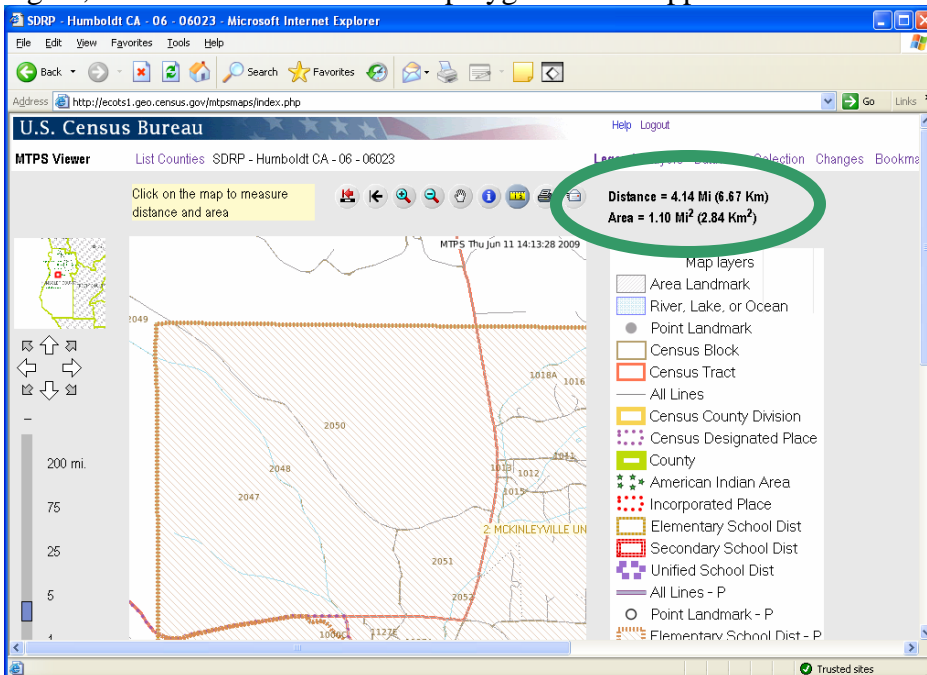 SDRP - Humboldt CA - 06 - 06023 - Microsoft Internet Explorer
File Edit View Favorites Tools Help
Back Search Favorites
Address http://ecots1.geo.census.gov/mtpsmaps/index.php Go Links
U.S. Census Bureau Help Logout
MTPS Viewer List Counties SDRP - Humboldt CA - 06 - 06023 Selection Changes Bookma
Click on the map to measure
distance and area
Distance = 4.14 Mi (6.67 Km)
Area = 1.10 Mi² (2.84 Km²)
MTPS Thu Jun 11 14:13:28 2009
Map layers
Area Landmark
River, Lake, or Ocean
Point Landmark
Census Block
Census Tract
All Lines
Census County Division
Census Designated Place
County
American Indian Area
Incorporated Place
Elementary School Dist
Secondary School Dist
Unified School Dist
All Lines - P
Point Landmark - P
Elementary School Dist - P
2049
1018A 1016
2050
2048
1013 1012
2047
1015
2 MCKINLEYVILLE UN
2051
2052
1127E
200 mi.
75
25
5
Trusted sites